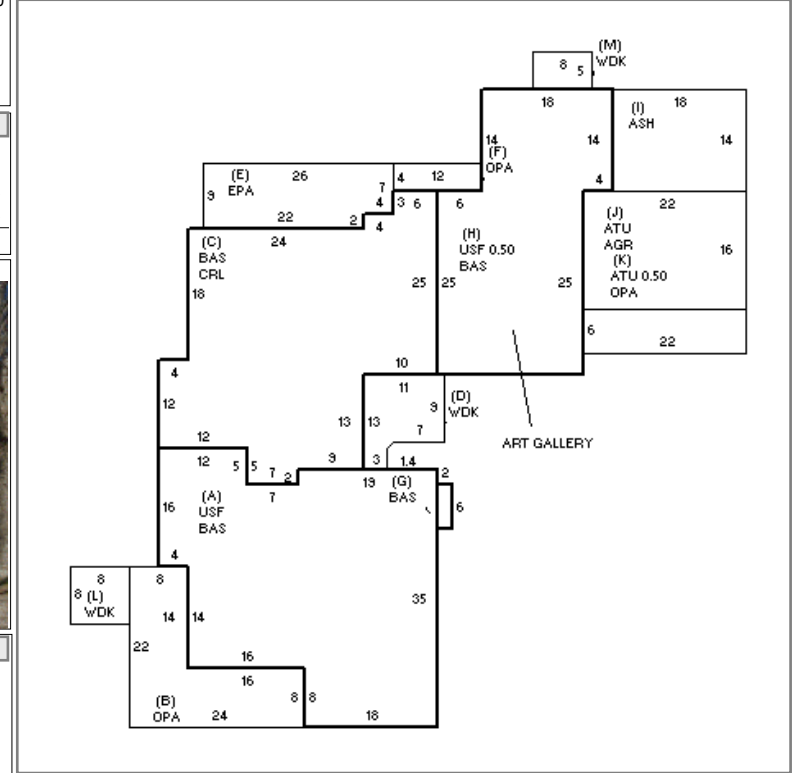 (M)
8 5 WDK
18
(I) 18
ASH
14 14 14
(F)
OPA
4 12
4
(E) 26
EPA
9 7
4 3 6 6
22 2 4
24
(C)
BAS
CRL
18
(H)
USF 0.50
BAS
25 25 25
22
(J)
ATU
AGR
16
(K)
ATU 0.50
OPA
6
22
4
10
11
12 13 13 9
(D)
WDK
7
ART GALLERY
12
12 5 5 7 2 9 3 1.4
7 19 2
(G)
BAS
6
16
(A)
USF
BAS
4
8 8
8 (L)
WDK
14 14
35
22
16
16
8 8
(B)
OPA 24 18